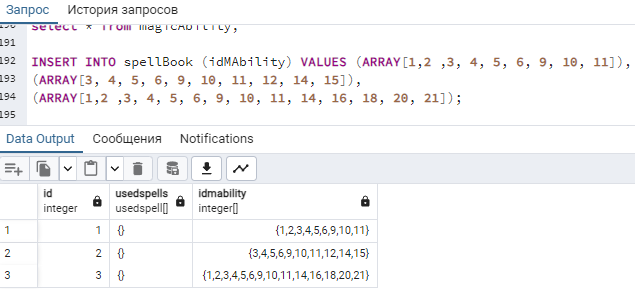 Запрос История запросов
190 select * from magicAbility;
191
192 INSERT INTO spellBook (idMAbility) VALUES (ARRAY[1,2 ,3, 4, 5, 6, 9, 10, 11]),
193 (ARRAY[3, 4, 5, 6, 9, 10, 11, 12, 14, 15]),
194 (ARRAY[1,2 ,3, 4, 5, 6, 9, 10, 11, 14, 16, 18, 20, 21]);
195
Data Output Сообщения Notifications
id integer usedspells usedspell[] idmability integer[]
1 1 {} {1,2,3,4,5,6,9,10,11}
2 2 {} {3,4,5,6,9,10,11,12,14,15}
3 3 {} {1,2,3,4,5,6,9,10,11,14,16,18,20,21}